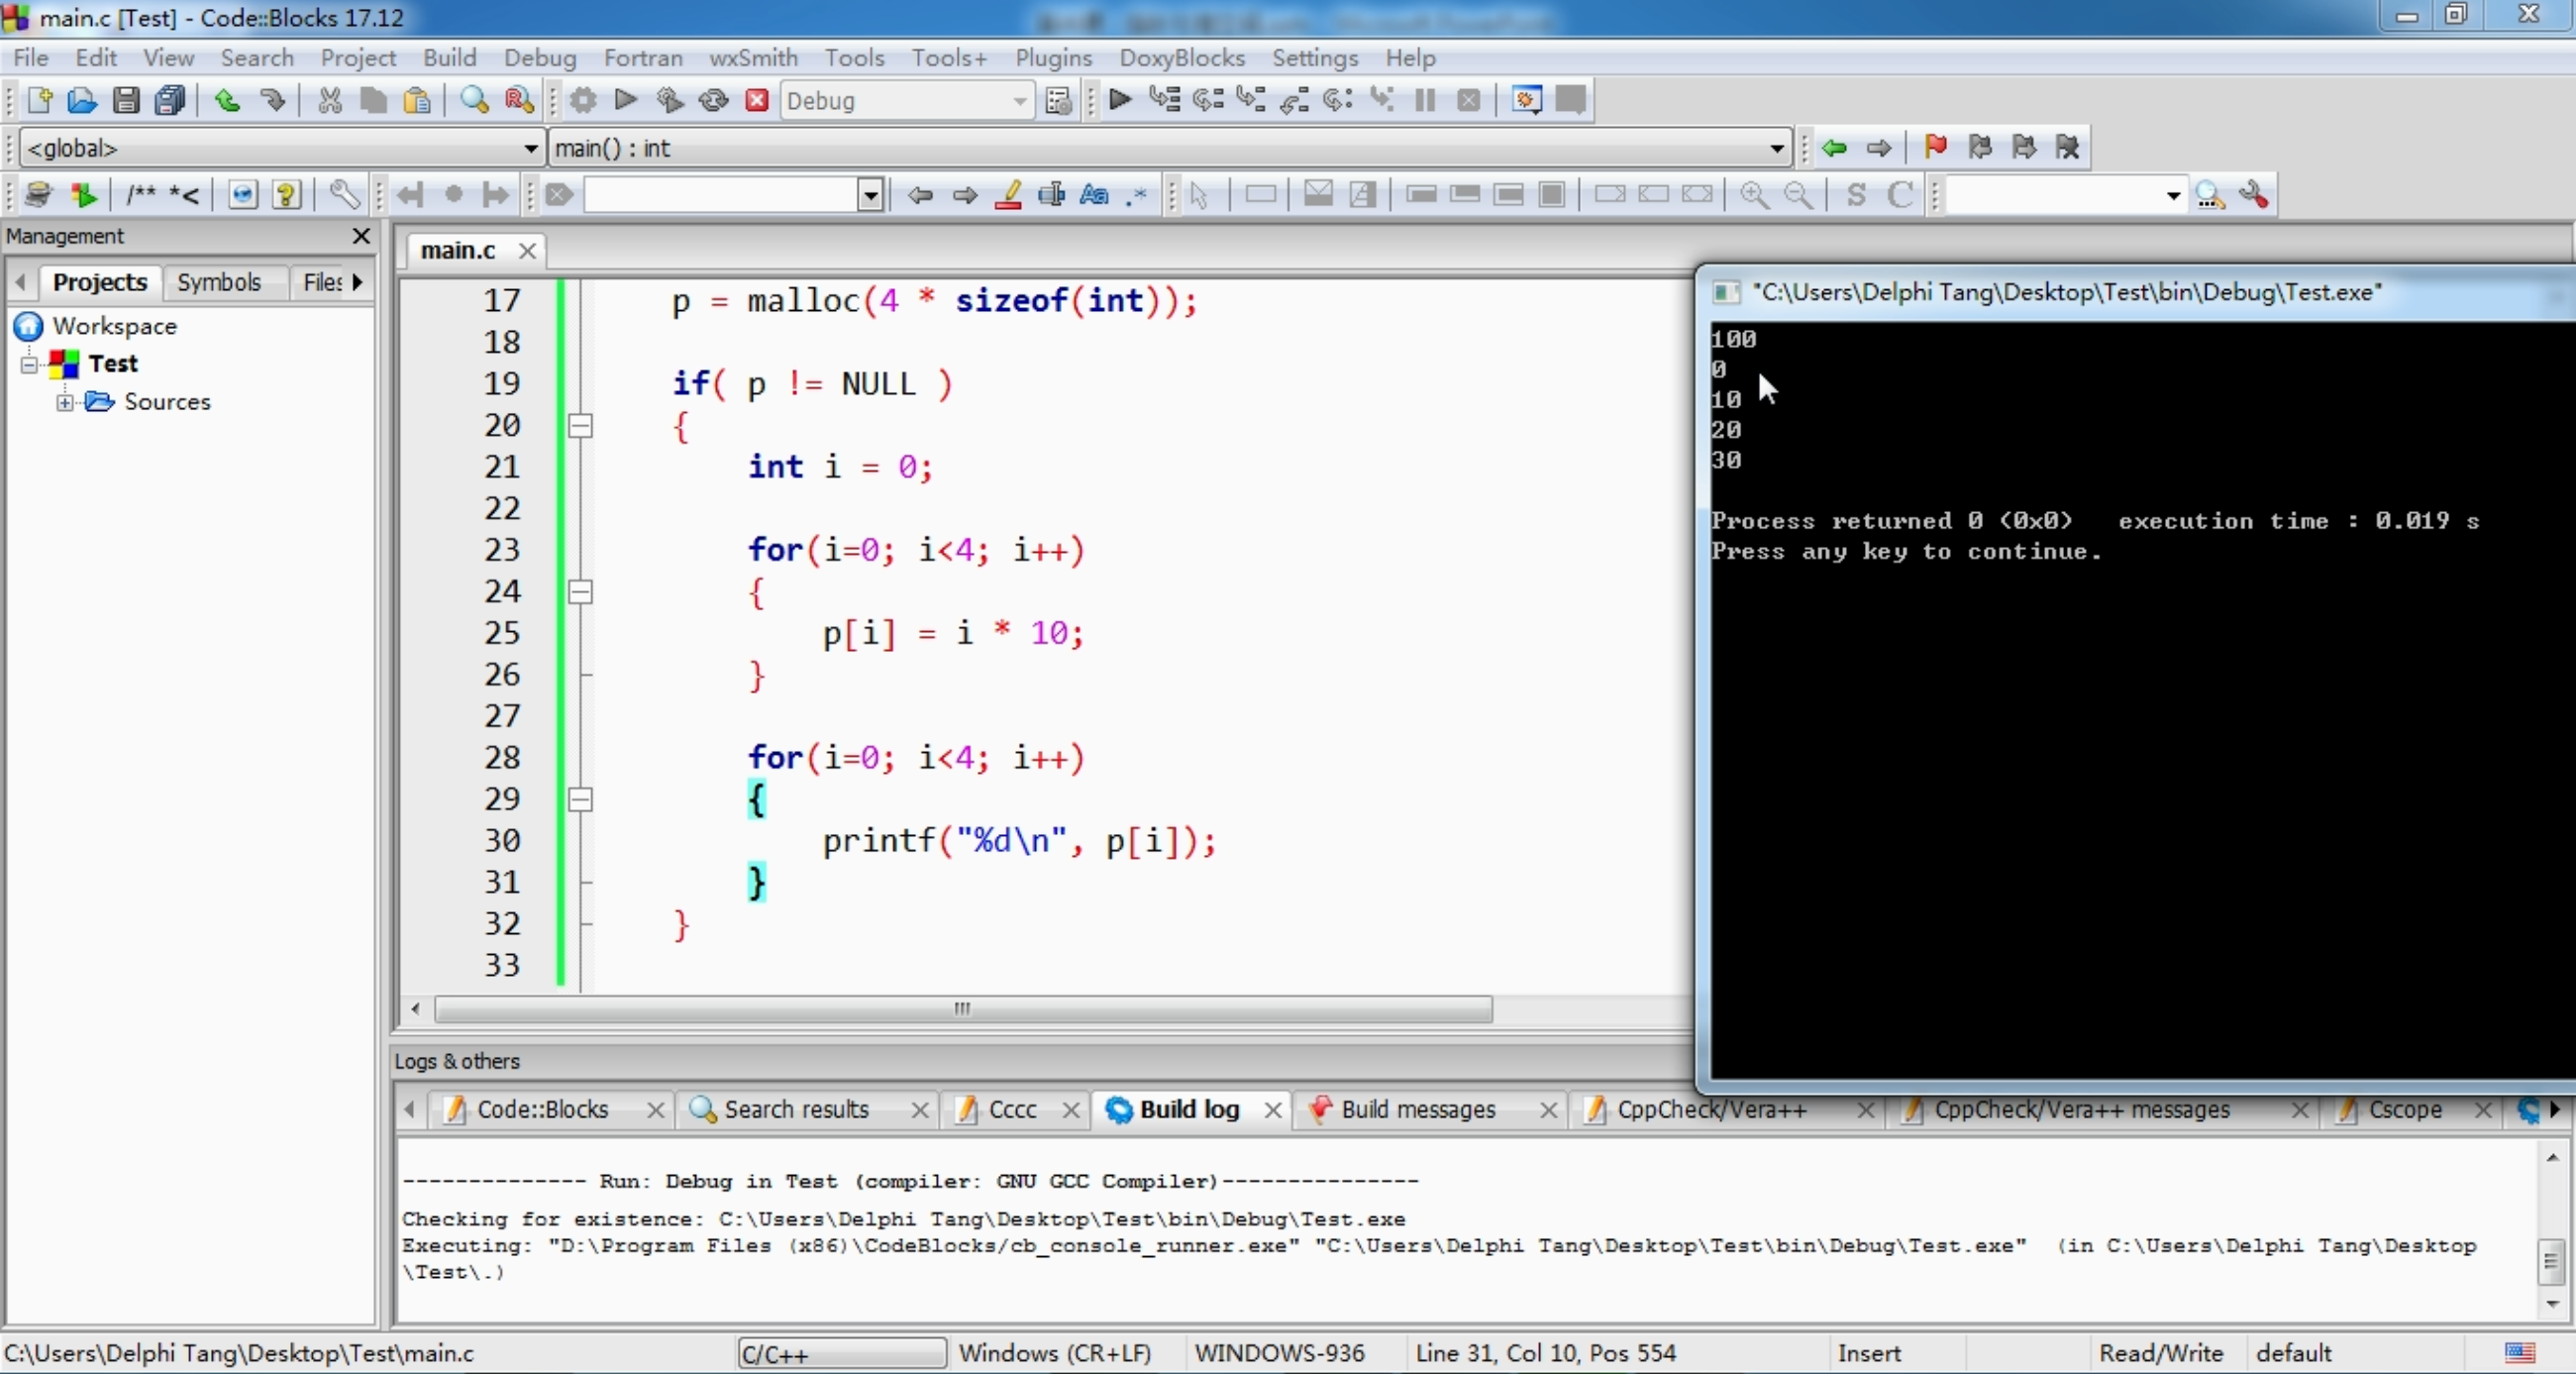 main.c [Test] - Code::Blocks 17.12
File Edit View Search Project Build Debug Fortran wxSmith Tools Tools+ Plugins DoxyBlocks Settings Help
Debug
<global> main() : int
/** *< Aa .* S C
Management
Projects Symbols Files
Workspace
Test
Sources
main.c
17 p = malloc(4 * sizeof(int));
18
19 if( p != NULL )
20 {
21 int i = 0;
22
23 for(i=0; i<4; i++)
24 {
25 p[i] = i * 10;
26 }
27
28 for(i=0; i<4; i++)
29 {
30 printf("%d\n", p[i]);
31 }
32 }
33
"C:\Users\Delphi Tang\Desktop\Test\bin\Debug\Test.exe"
100
0
10
20
30
Process returned 0 (0x0) execution time : 0.019 s
Press any key to continue.
Logs & others
Code::Blocks Search results Cccc Build log Build messages CppCheck/Vera++ CppCheck/Vera++ messages Cscope
-------------- Run: Debug in Test (compiler: GNU GCC Compiler)---------------
Checking for existence: C:\Users\Delphi Tang\Desktop\Test\bin\Debug\Test.exe
Executing: "D:\Program Files (x86)\CodeBlocks/cb_console_runner.exe" "C:\Users\Delphi Tang\Desktop\Test\bin\Debug\Test.exe" (in C:\Users\Delphi Tang\Desktop
\Test\.)
C:\Users\Delphi Tang\Desktop\Test\main.c C/C++ Windows (CR+LF) WINDOWS-936 Line 31, Col 10, Pos 554 Insert Read/Write default